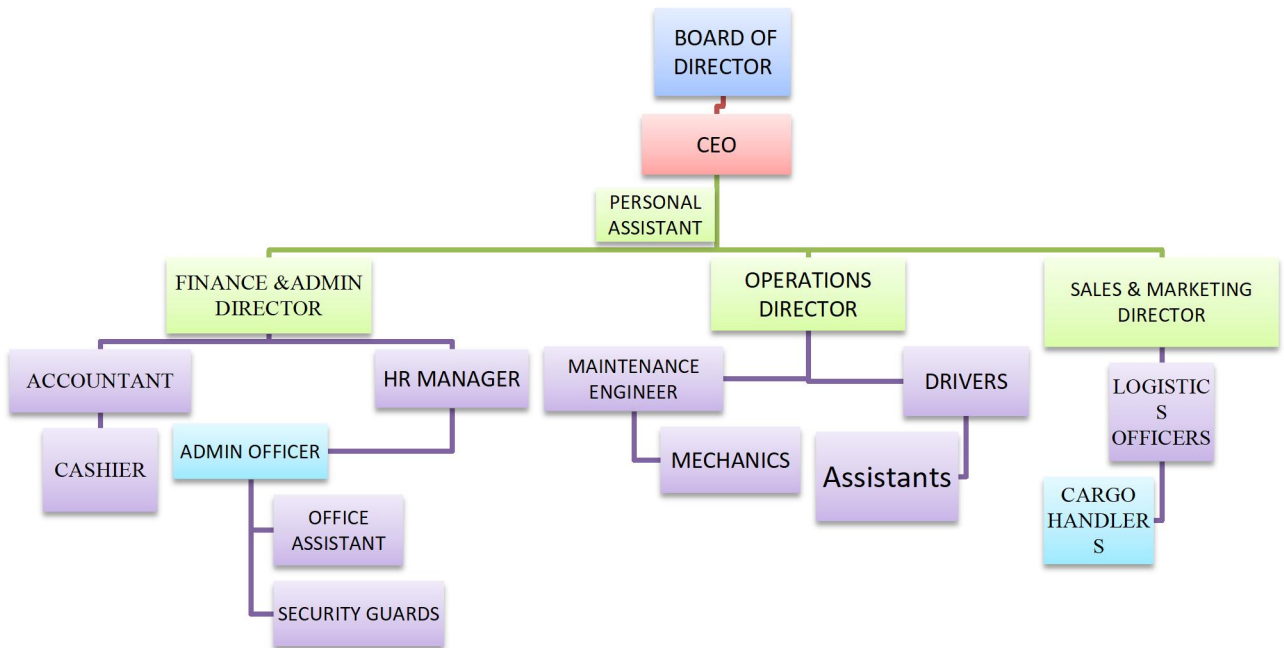 BOARD OF
DIRECTOR
CEO
PERSONAL
ASSISTANT
FINANCE &ADMIN
DIRECTOR
OPERATIONS
DIRECTOR
SALES & MARKETING
DIRECTOR
ACCOUNTANT
HR MANAGER
MAINTENANCE
ENGINEER
DRIVERS
LOGISTIC
S
OFFICERS
CASHIER
ADMIN OFFICER
MECHANICS
Assistants
CARGO
HANDLER
S
OFFICE
ASSISTANT
SECURITY GUARDS